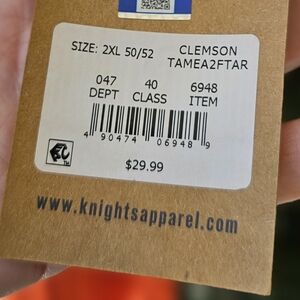 SIZE: 2XL 50/52
CLEMSON
TAMEA2FTAR
047 40 6948
DEPT CLASS ITEM
4 90474 06948 9
$29.99
www.knightsapparel.com